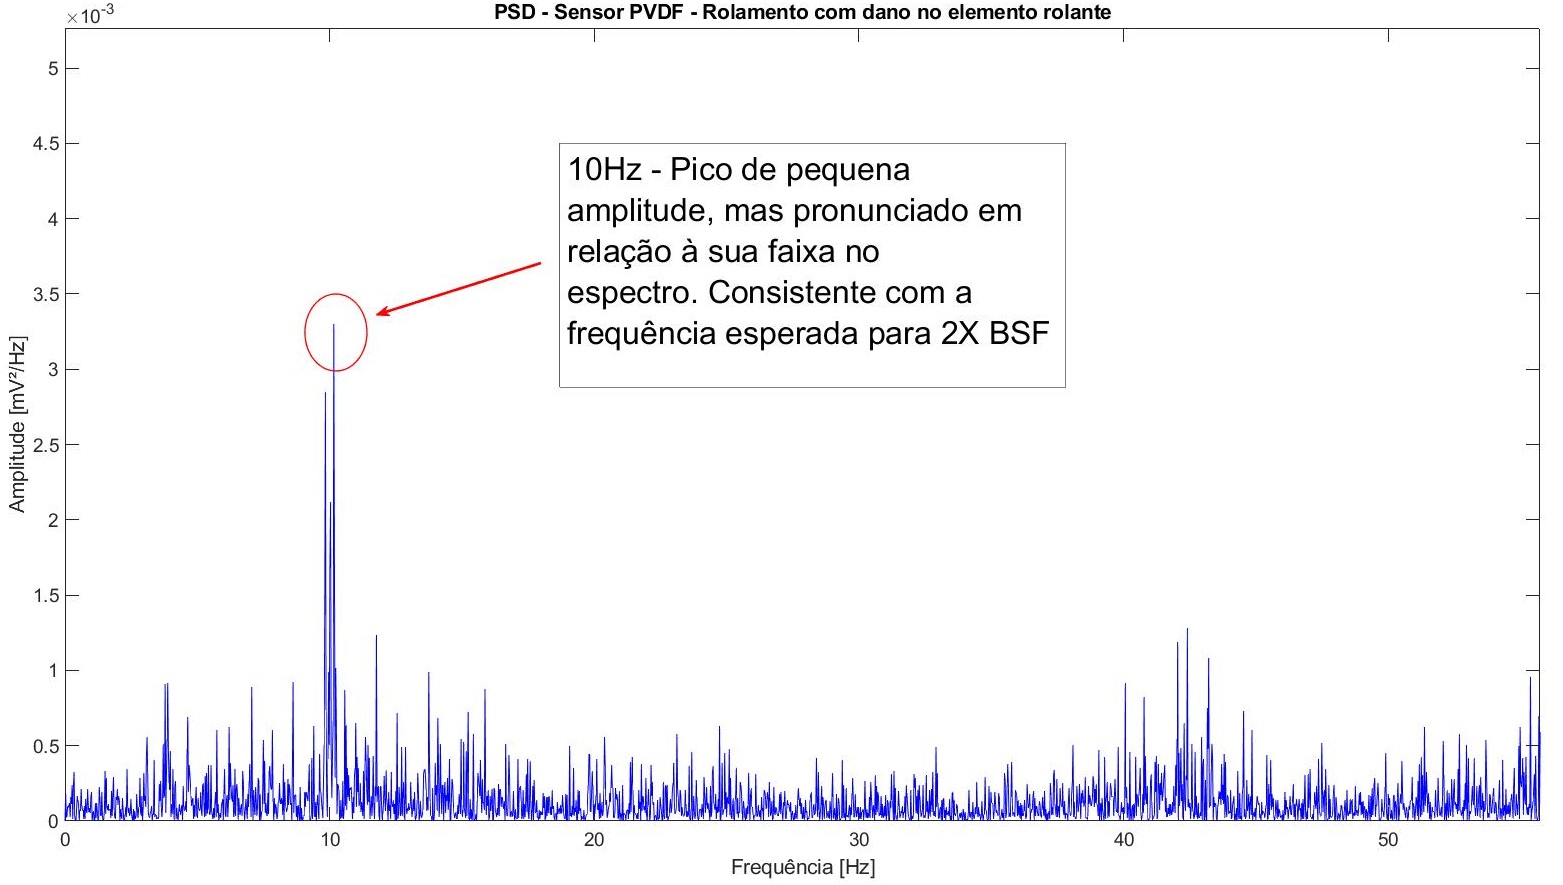 PSD - Sensor PVDF - Rolamento com dano no elemento rolante
×10-3
5
4.5
4
3.5
3
2.5
2
1.5
1
0.5
0
Amplitude [mV²/Hz]
10Hz - Pico de pequena
amplitude, mas pronunciado em
relação à sua faixa no
espectro. Consistente com a
frequência esperada para 2X BSF
0 10 20 30 40 50
Frequência [Hz]